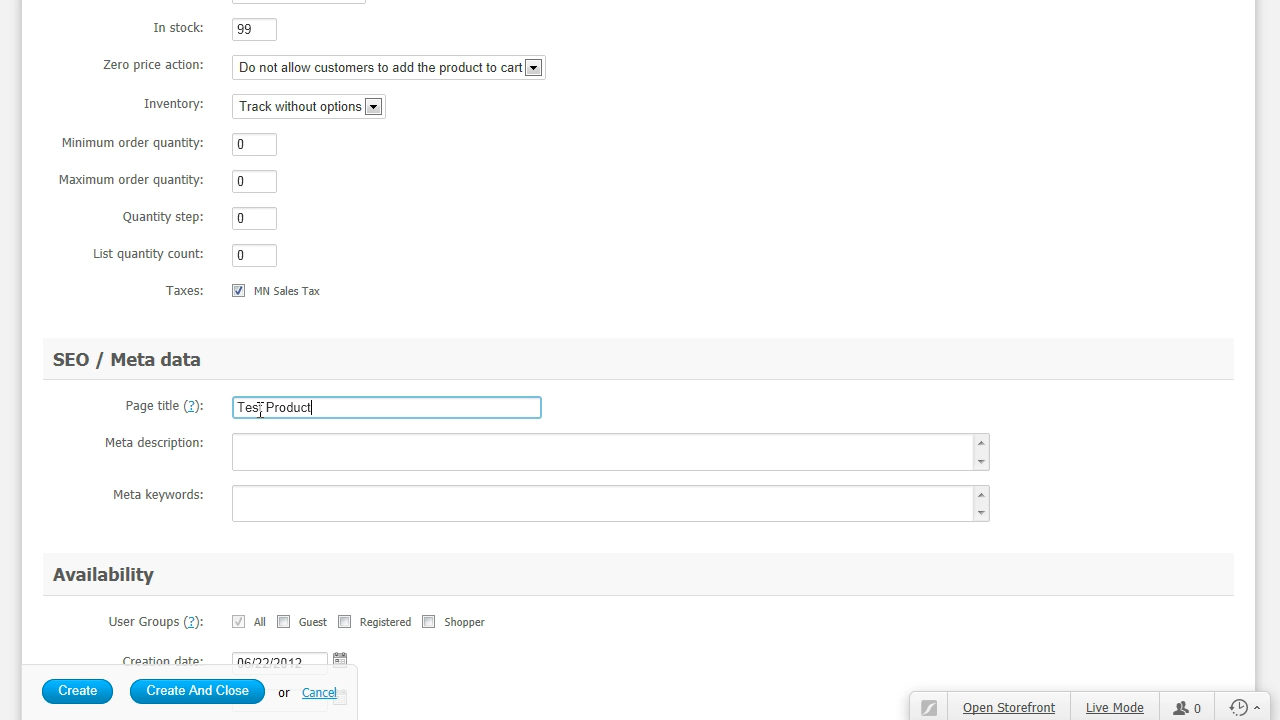 In stock: 99
Zero price action: Do not allow customers to add the product to cart
Inventory: Track without options
Minimum order quantity: 0
Maximum order quantity: 0
Quantity step: 0
List quantity count: 0
Taxes: MN Sales Tax
SEO / Meta data
Page title (?): Test Product
Meta description:
Meta keywords:
Availability
User Groups (?): All Guest Registered Shopper
Creation date: 06/22/2012
Create Create And Close or Cancel
Open Storefront Live Mode 0